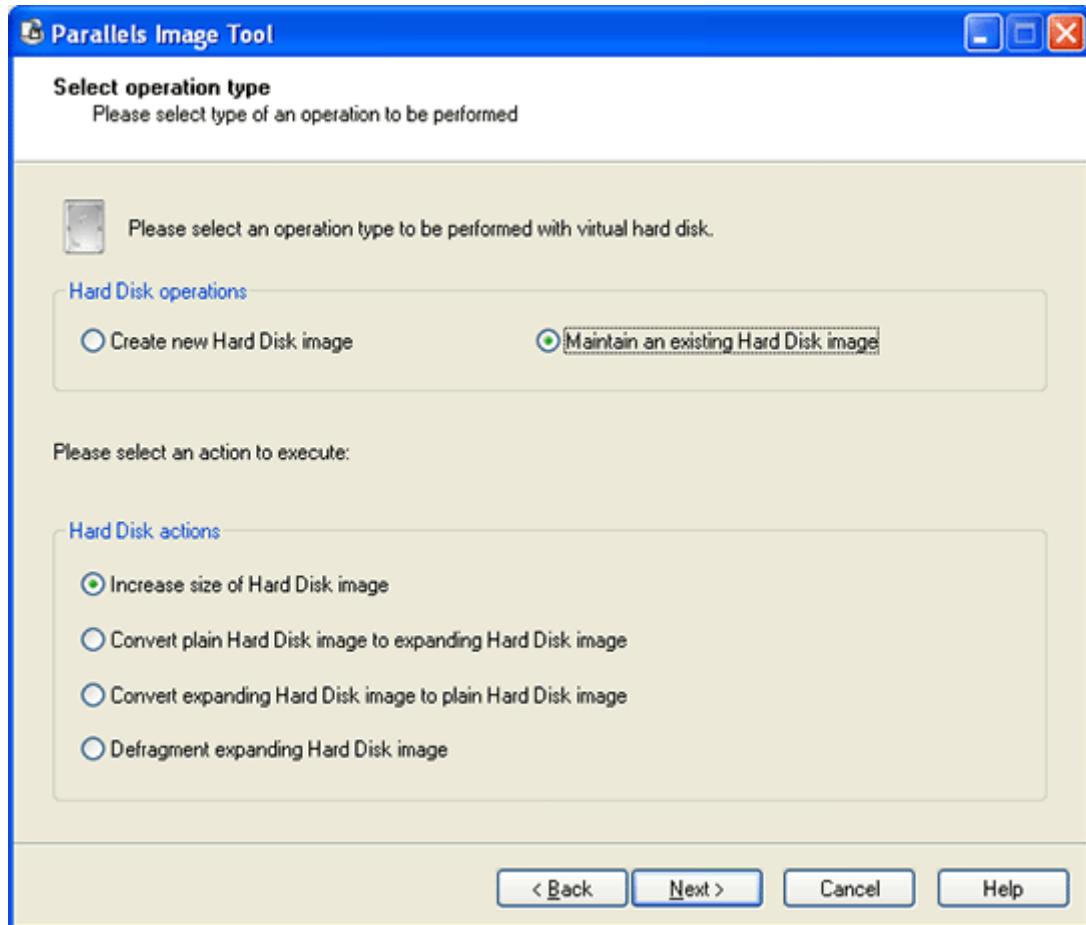 Parallels Image Tool
Select operation type
Please select type of an operation to be performed
Please select an operation type to be performed with virtual hard disk.
Hard Disk operations
Create new Hard Disk image Maintain an existing Hard Disk image
Please select an action to execute:
Hard Disk actions
Increase size of Hard Disk image
Convert plain Hard Disk image to expanding Hard Disk image
Convert expanding Hard Disk image to plain Hard Disk image
Defragment expanding Hard Disk image
< Back Next > Cancel Help